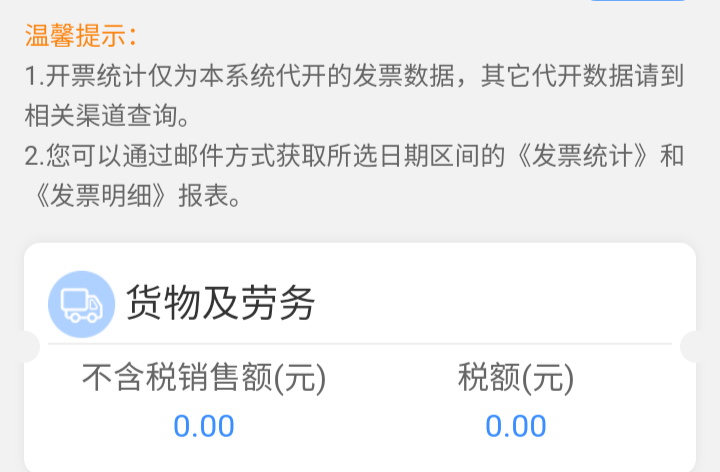 温馨提示：
1.开票统计仅为本系统代开的发票数据，其它代开数据请到
相关渠道查询。
2.您可以通过邮件方式获取所选日期区间的《发票统计》和
《发票明细》报表。
货物及劳务
不含税销售额(元) 税额(元)
0.00 0.00